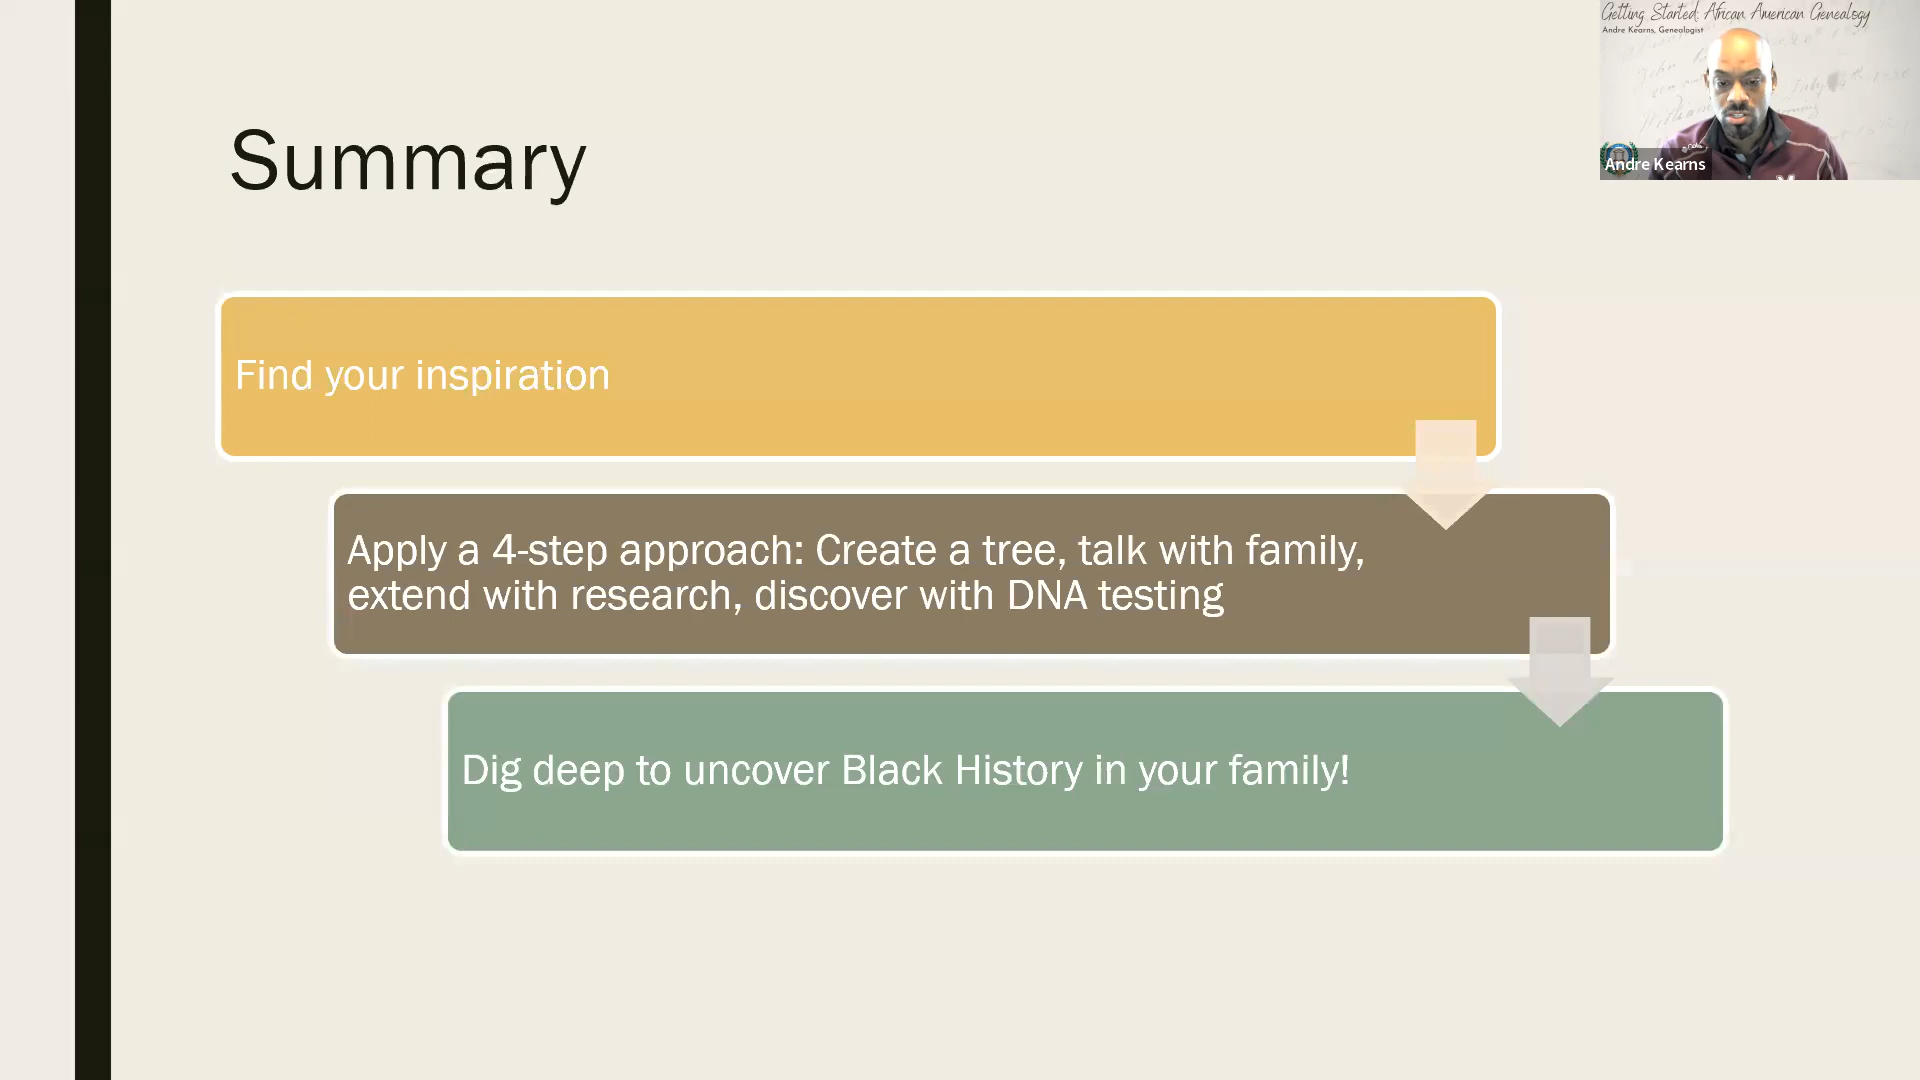 Getting Started: African American Genealogy
Andre Kearns, Genealogist
Andre Kearns
Summary
Find your inspiration
Apply a 4-step approach: Create a tree, talk with family,
extend with research, discover with DNA testing
Dig deep to uncover Black History in your family!